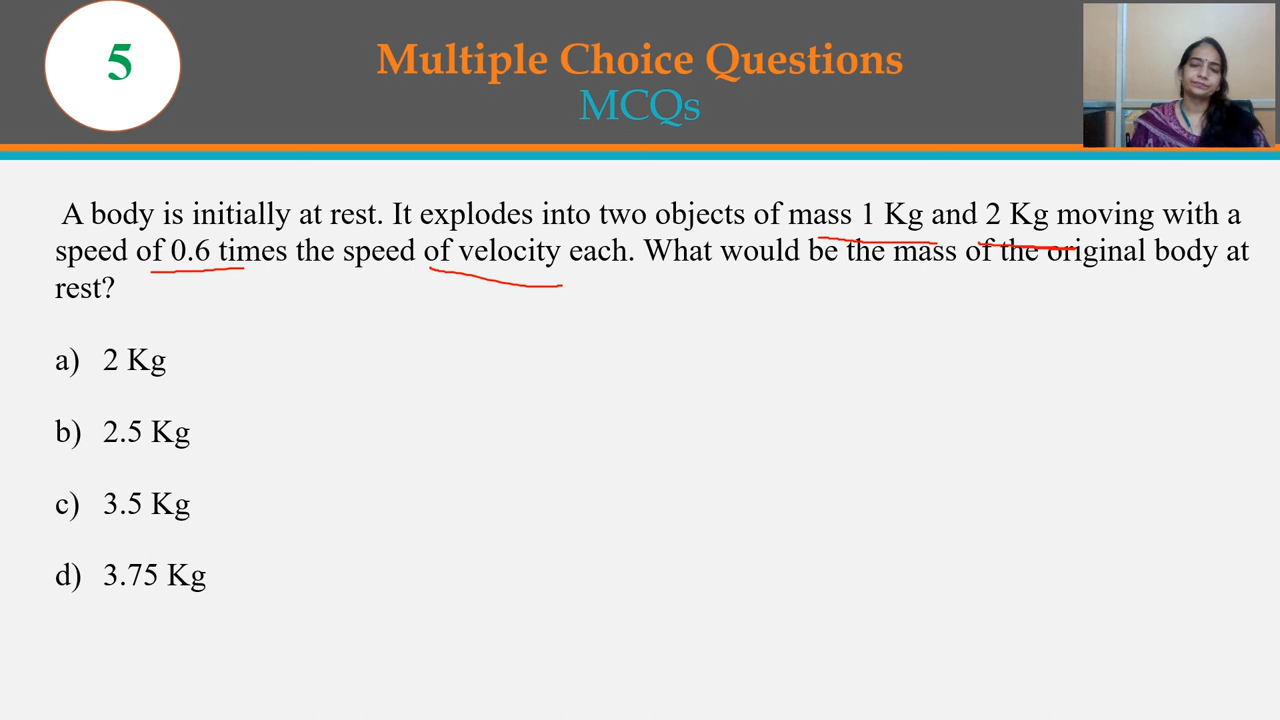 5
Multiple Choice Questions
MCQs
A body is initially at rest. It explodes into two objects of mass 1 Kg and 2 Kg moving with a
speed of 0.6 times the speed of velocity each. What would be the mass of the original body at
rest?
a) 2 Kg
b) 2.5 Kg
c) 3.5 Kg
d) 3.75 Kg